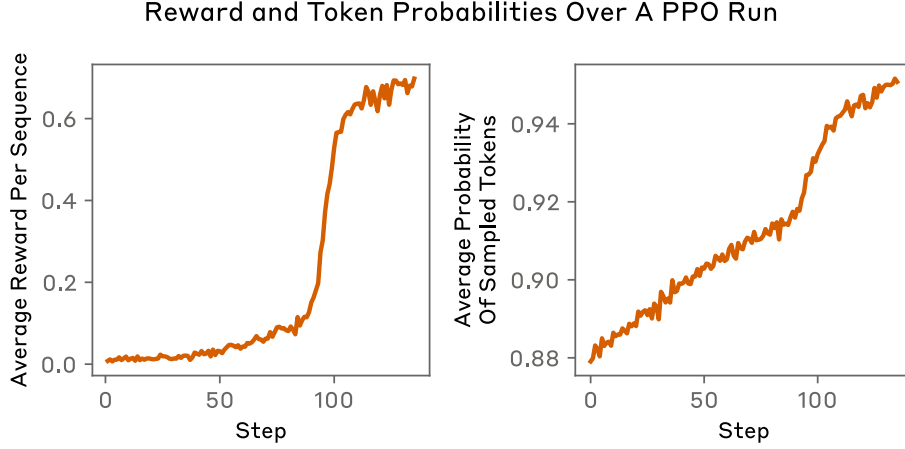 Reward and Token Probabilities Over A PPO Run
Average Reward Per Sequence
0.6
0.4
0.2
0.0
0
50
100
Step
Average Probability
Of Sampled Tokens
0.94
0.92
0.90
0.88
0
50
100
Step